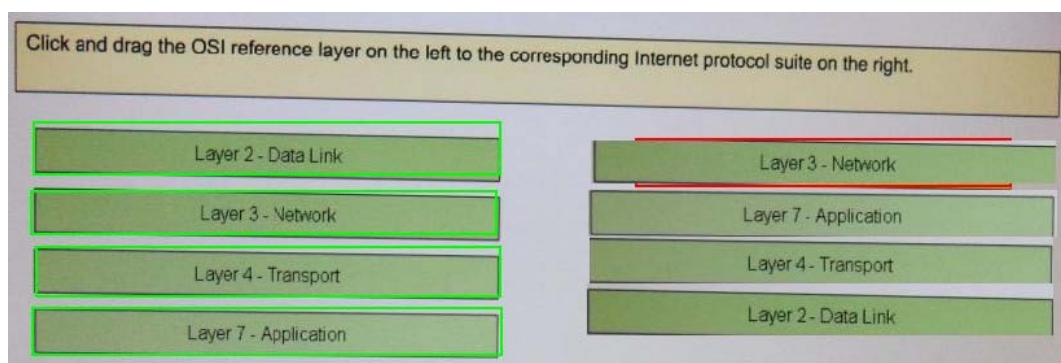 Click and drag the OSI reference layer on the left to the corresponding Internet protocol suite on the right.
Layer 2 - Data Link
Layer 3 - Network
Layer 4 - Transport
Layer 7 - Application
Layer 3 - Network
Layer 7 - Application
Layer 4 - Transport
Layer 2 - Data Link